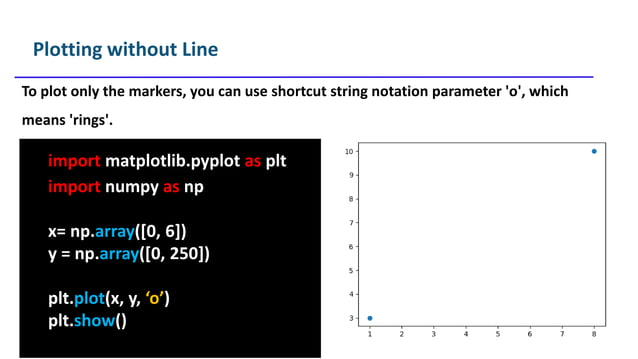 Plotting without Line
To plot only the markers, you can use shortcut string notation parameter 'o', which
means 'rings'.
import matplotlib.pyplot as plt
import numpy as np
x= np.array([0, 6])
y = np.array([0, 250])
plt.plot(x, y, ‘o’)
plt.show()
10
9
8
7
6
5
4
3
1 2 3 4 5 6 7 8